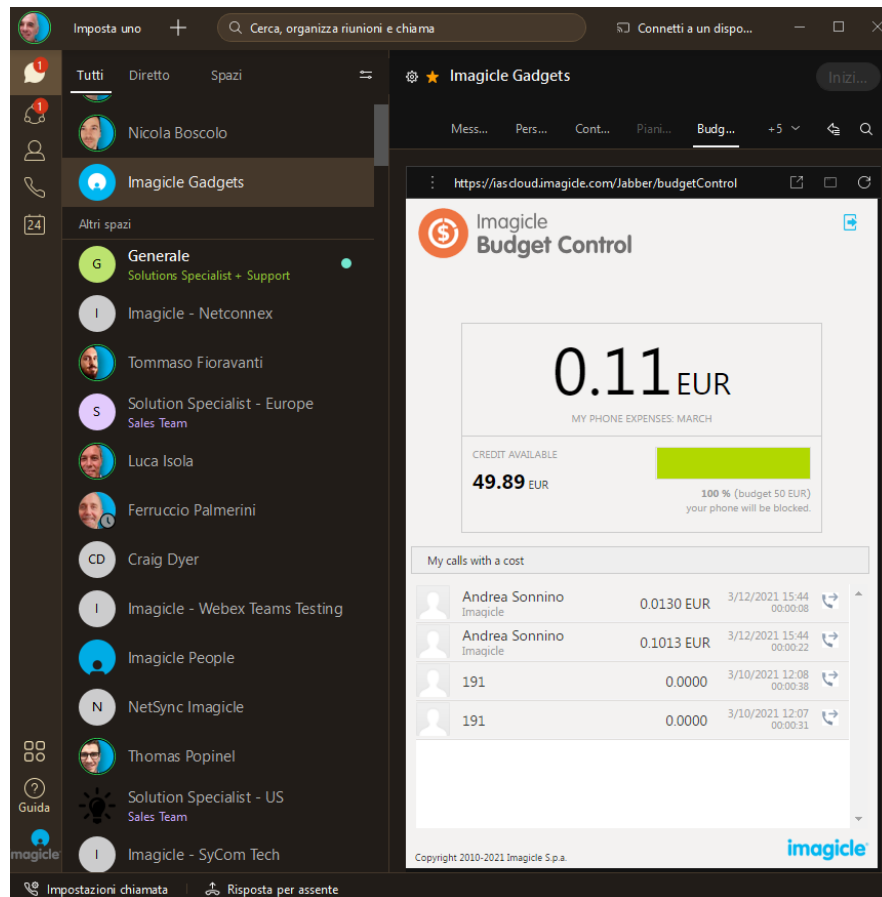 Imposta uno
Cerca, organizza riunioni e chiama
Connetti a un dispo...
1
1
24
Guida
imagicle
Tutti
Diretto
Spazi
Nicola Boscolo
Imagicle Gadgets
Altri spazi
G
Generale
Solutions Specialist + Support
I
Imagicle - Netconnex
Tommaso Fioravanti
S
Solution Specialist - Europe
Sales Team
Luca Isola
Ferruccio Palmerini
CD
Craig Dyer
I
Imagicle - Webex Teams Testing
Imagicle People
N
NetSync Imagicle
Thomas Popinel
Solution Specialist - US
Sales Team
I
Imagicle - SyCom Tech
Imagicle Gadgets
Inizi...
Mess...
Pers...
Cont...
Piani...
Budg...
+5
https://iascloud.imagicle.com/Jabber/budgetControl
Imagicle
Budget Control
0.11 EUR
MY PHONE EXPENSES: MARCH
CREDIT AVAILABLE
49.89 EUR
100 % (budget 50 EUR)
your phone will be blocked.
My calls with a cost
Andrea Sonnino
Imagicle
0.0130 EUR
3/12/2021 15:44
00:00:08
Andrea Sonnino
Imagicle
0.1013 EUR
3/12/2021 15:44
00:00:22
191
0.0000
3/10/2021 12:08
00:00:38
191
0.0000
3/10/2021 12:07
00:00:31
Copyright 2010-2021 Imagicle S.p.a.
imagicle
Impostazioni chiamata
Risposta per assente